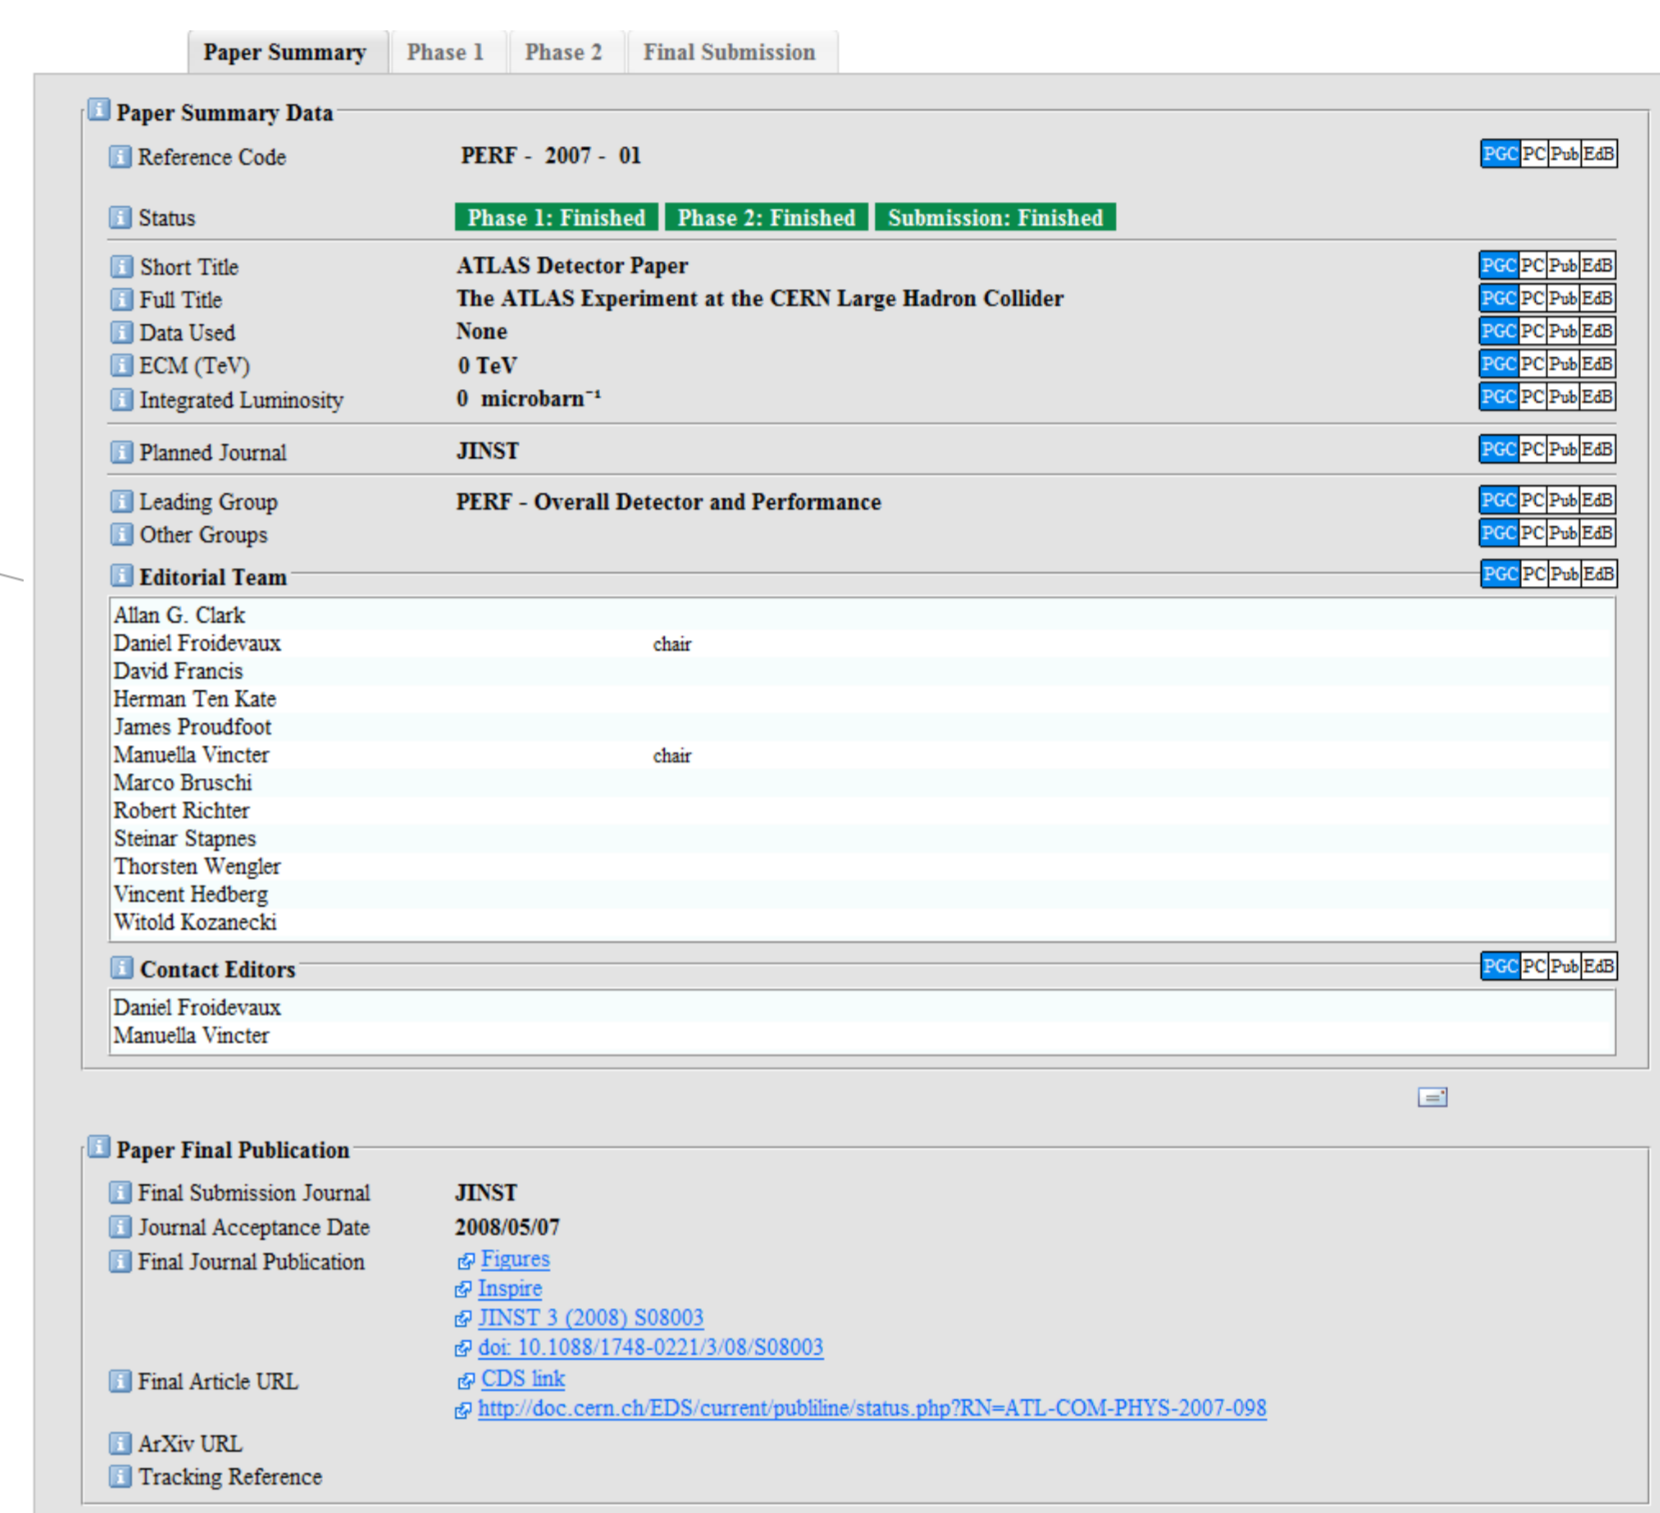 Paper Summary Phase 1 Phase 2 Final Submission
Paper Summary Data
Reference Code PERF - 2007 - 01 PGC PC Pub EdB
Status Phase 1: Finished Phase 2: Finished Submission: Finished
Short Title ATLAS Detector Paper PGC PC Pub EdB
Full Title The ATLAS Experiment at the CERN Large Hadron Collider PGC PC Pub EdB
Data Used None PGC PC Pub EdB
ECM (TeV) 0 TeV PGC PC Pub EdB
Integrated Luminosity 0 microbarn⁻¹ PGC PC Pub EdB
Planned Journal JINST PGC PC Pub EdB
Leading Group PERF - Overall Detector and Performance PGC PC Pub EdB
Other Groups PGC PC Pub EdB
Editorial Team PGC PC Pub EdB
Allan G. Clark
Daniel Froidevaux chair
David Francis
Herman Ten Kate
James Proudfoot
Manuella Vincter chair
Marco Bruschi
Robert Richter
Steinar Stapnes
Thorsten Wengler
Vincent Hedberg
Witold Kozanecki
Contact Editors PGC PC Pub EdB
Daniel Froidevaux
Manuella Vincter
Paper Final Publication
Final Submission Journal JINST
Journal Acceptance Date 2008/05/07
Final Journal Publication Figures
Inspire
JINST 3 (2008) S08003
doi: 10.1088/1748-0221/3/08/S08003
Final Article URL CDS link
http://doc.cern.ch/EDS/current/publiline/status.php?RN=ATL-COM-PHYS-2007-098
ArXiv URL
Tracking Reference